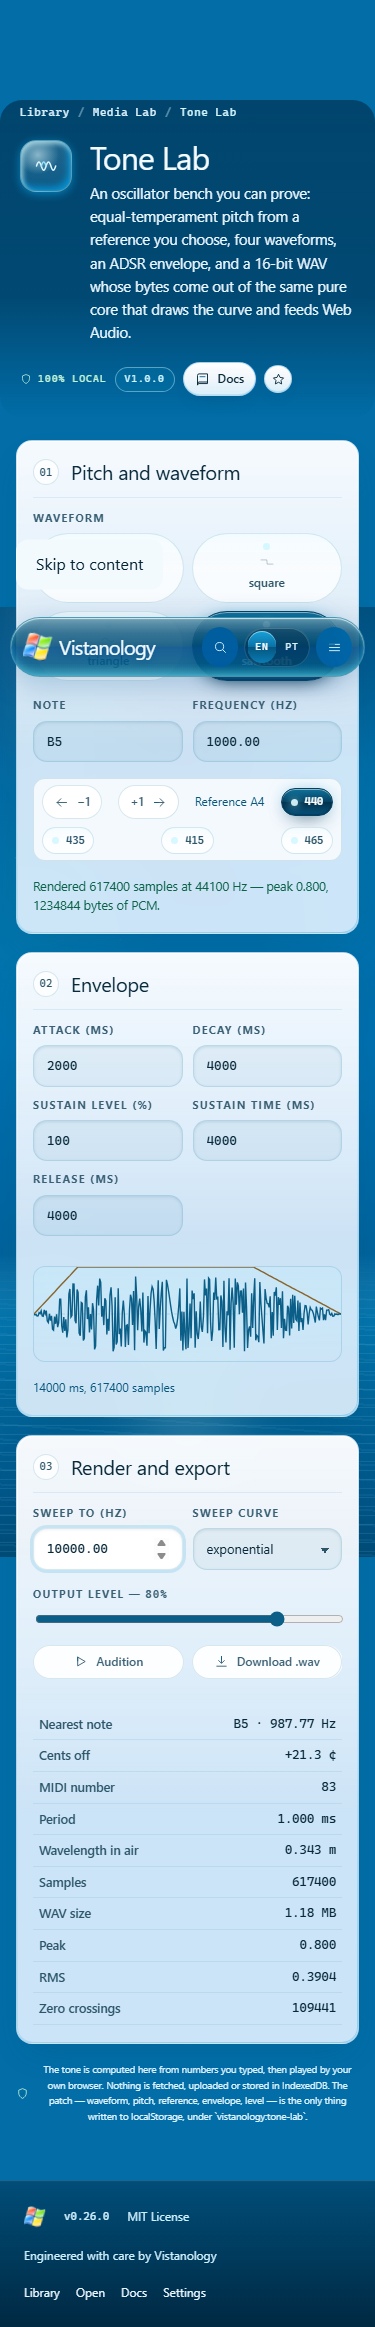 Library / Media Lab / Tone Lab
Tone Lab
An oscillator bench you can prove:
equal-temperament pitch from a
reference you choose, four waveforms,
an ADSR envelope, and a 16-bit WAV
whose bytes come out of the same pure
core that draws the curve and feeds Web
Audio.
100% LOCAL V1.0.0 Docs
01 Pitch and waveform
WAVEFORM
Skip to content
square
Vistanology EN PT
triangle
NOTE FREQUENCY (HZ)
B5 1000.00
← −1 +1 → Reference A4 440
435 415 465
Rendered 617400 samples at 44100 Hz — peak 0.800,
1234844 bytes of PCM.
02 Envelope
ATTACK (MS) DECAY (MS)
2000 4000
SUSTAIN LEVEL (%) SUSTAIN TIME (MS)
100 4000
RELEASE (MS)
4000
14000 ms, 617400 samples
03 Render and export
SWEEP TO (HZ) SWEEP CURVE
10000.00 exponential
OUTPUT LEVEL — 80%
Audition Download .wav
Nearest note B5 · 987.77 Hz
Cents off +21.3 ¢
MIDI number 83
Period 1.000 ms
Wavelength in air 0.343 m
Samples 617400
WAV size 1.18 MB
Peak 0.800
RMS 0.3904
Zero crossings 109441
The tone is computed here from numbers you typed, then played by your
own browser. Nothing is fetched, uploaded or stored in IndexedDB. The
patch — waveform, pitch, reference, envelope, level — is the only thing
written to localStorage, under `vistanology:tone-lab`.
v0.26.0 MIT License
Engineered with care by Vistanology
Library Open Docs Settings